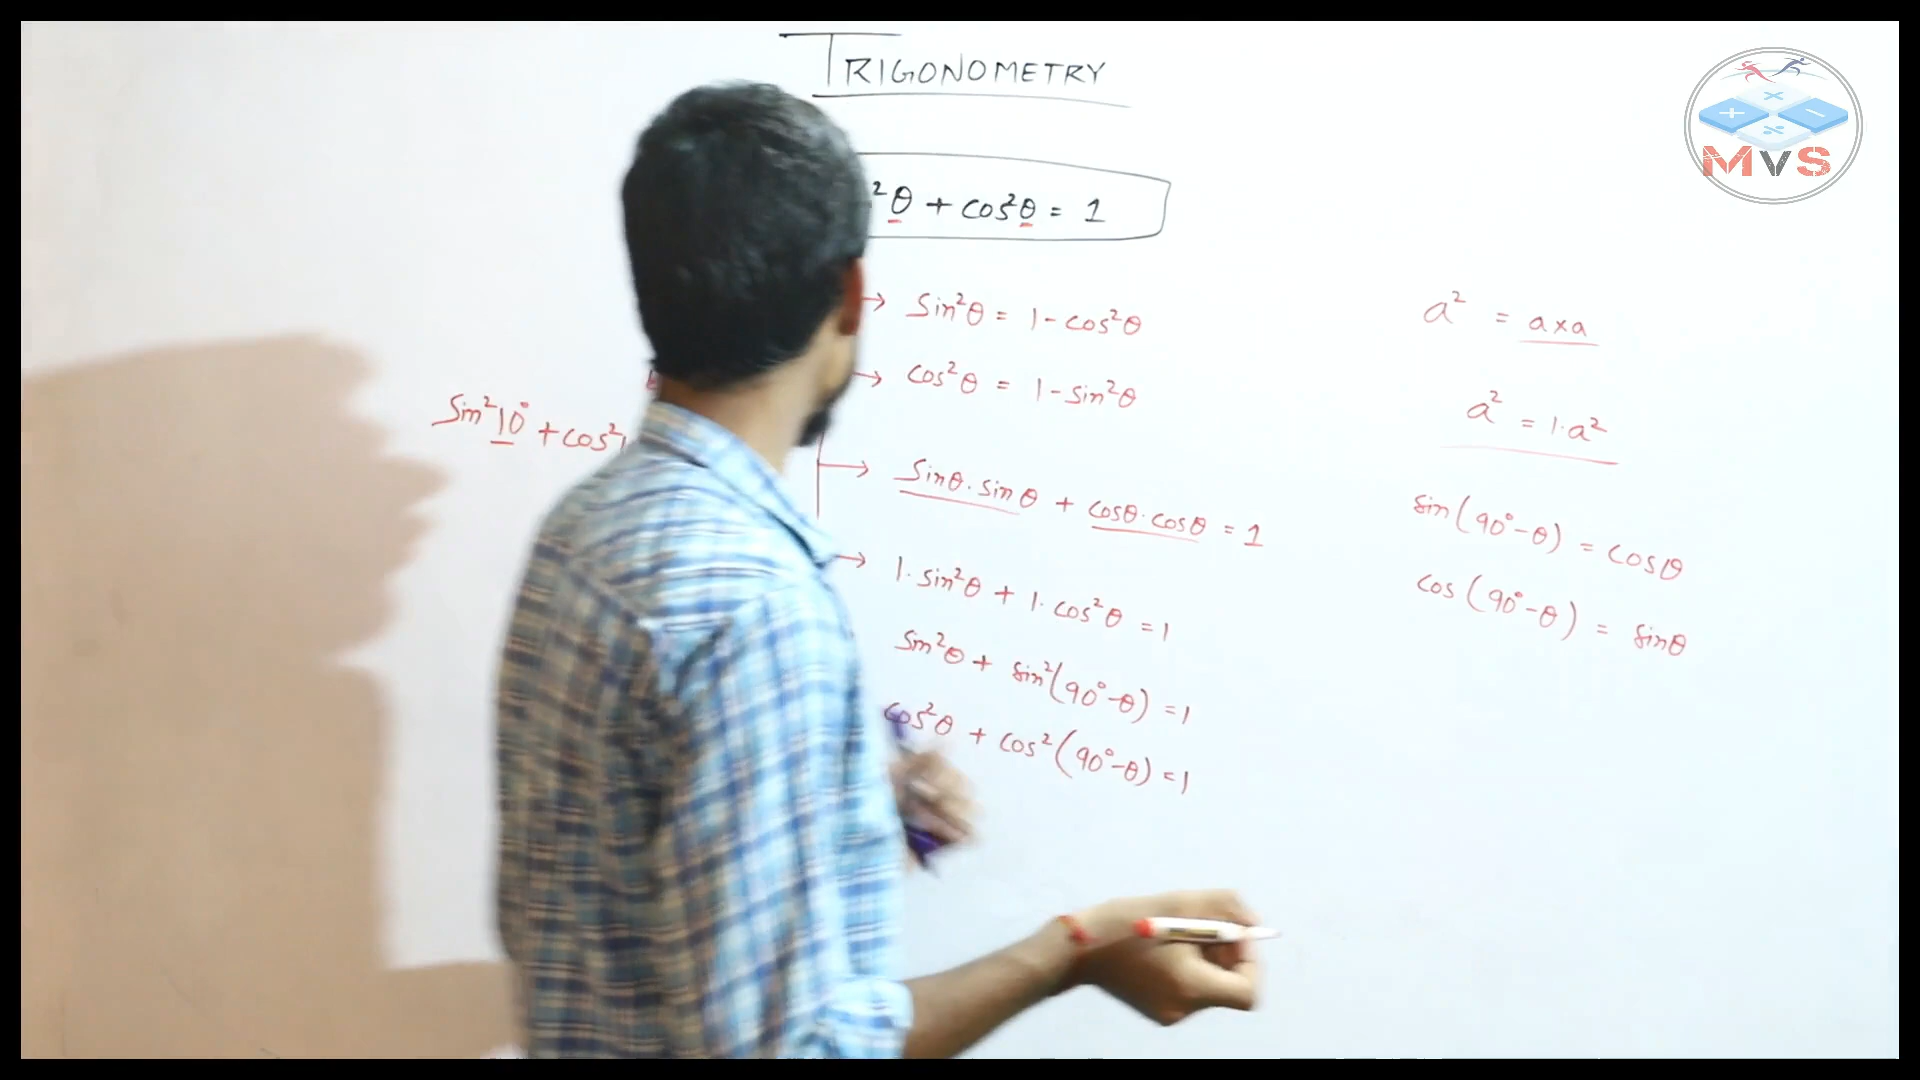 TRIGONOMETRY
²θ + cos²θ = 1
→ Sin²θ = 1 - cos²θ
→ cos²θ = 1 - sin²θ
Sin²10° + cos²
→ Sinθ · sinθ + cosθ · cosθ = 1
→ 1 · sin²θ + 1 · cos²θ = 1
Sin²θ + sin²(90° - θ) = 1
cos²θ + cos²(90° - θ) = 1
a² = a × a
a² = 1 · a²
sin(90° - θ) = cosθ
cos(90° - θ) = sinθ
+ × - ÷
MVS